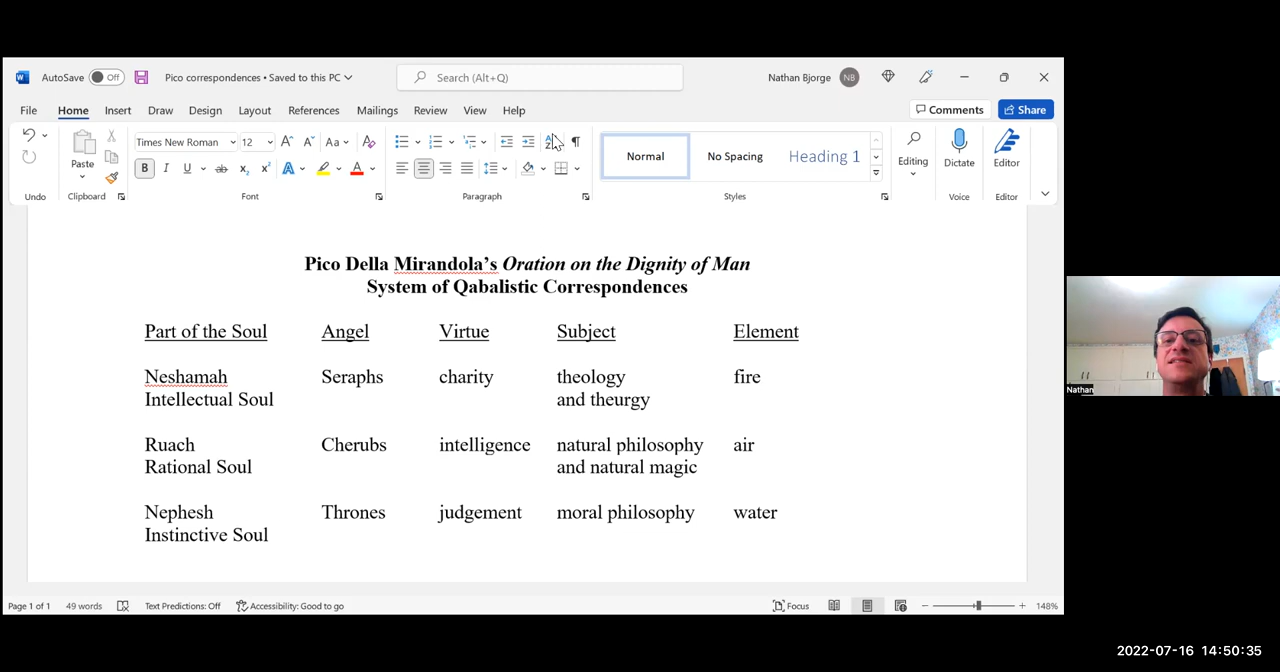 AutoSave Off Pico correspondences • Saved to this PC Search (Alt+Q) Nathan Bjorge NB
File Home Insert Draw Design Layout References Mailings Review View Help Comments Share
Times New Roman 12 Aa Normal No Spacing Heading 1
Paste Editing Dictate Editor
B I U ab x₂ x² A A
Undo Clipboard Font Paragraph Styles Voice Editor
Pico Della Mirandola's Oration on the Dignity of Man
System of Qabalistic Correspondences
Part of the Soul Angel Virtue Subject Element
Neshamah Seraphs charity theology fire
Intellectual Soul and theurgy
Ruach Cherubs intelligence natural philosophy air
Rational Soul and natural magic
Nephesh Thrones judgement moral philosophy water
Instinctive Soul
Nathan
Page 1 of 1 49 words Text Predictions: Off Accessibility: Good to go Focus 148%
2022-07-16 14:50:35